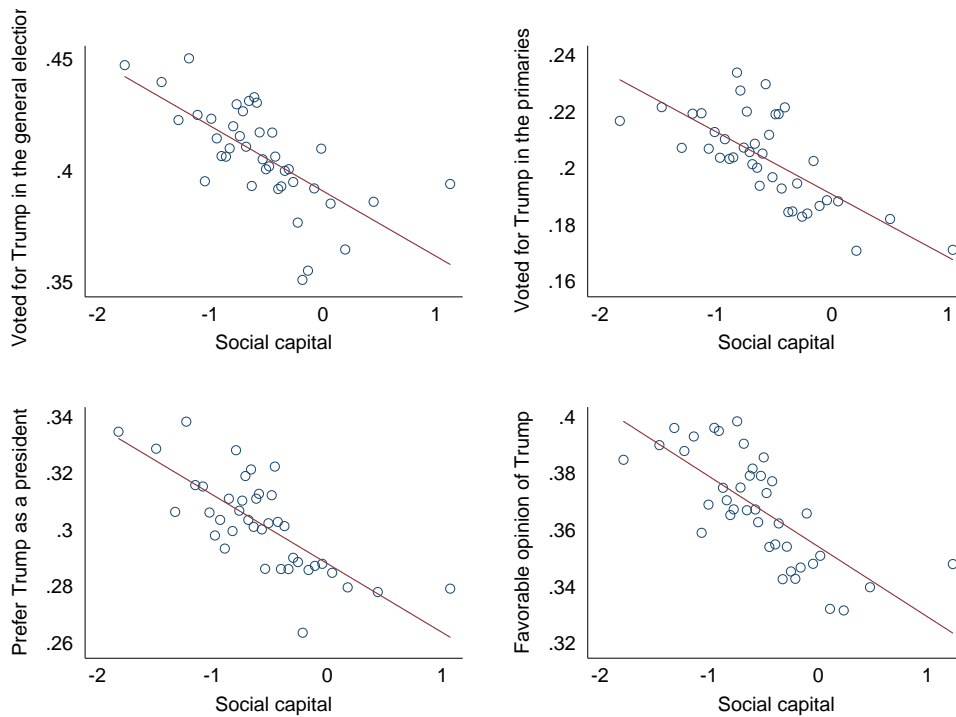 Voted for Trump in the general election
.45
.4
.35
-2 -1 0 1
Social capital
Voted for Trump in the primaries
.24
.22
.2
.18
.16
-2 -1 0 1
Social capital
Prefer Trump as a president
.34
.32
.3
.28
.26
-2 -1 0 1
Social capital
Favorable opinion of Trump
.4
.38
.36
.34
.32
-2 -1 0 1
Social capital